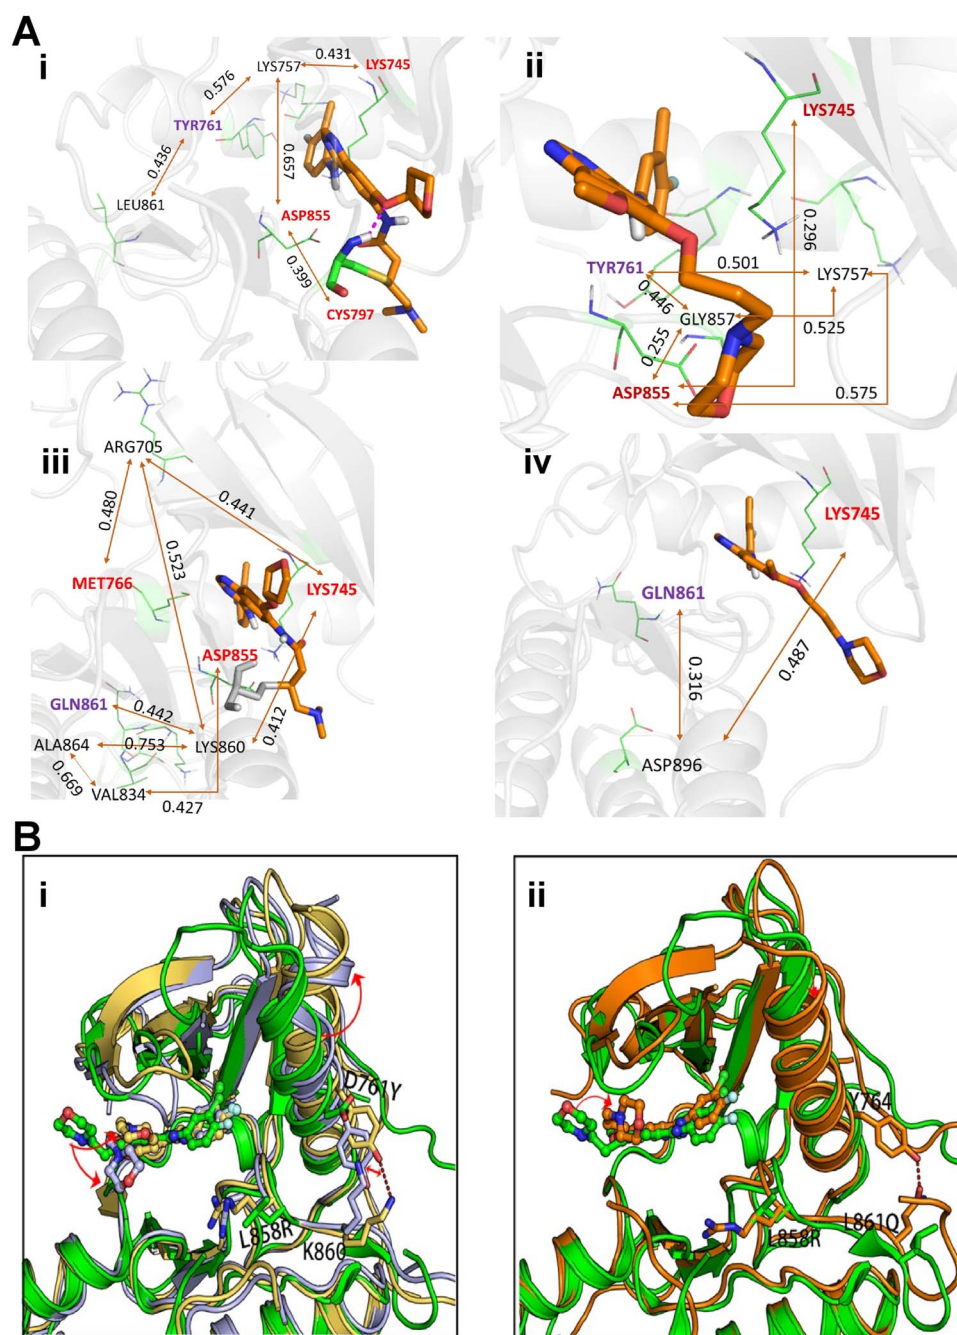 A
i
0.431
LYS757
LYS745
0.576
TYR761
0.436
0.657
LEU861
ASP855
0.399
CYS797
ii
LYS745
0.296
TYR761
0.501
LYS757
0.446
GLY857
0.525
0.255
ASP855
0.575
iii
ARG705
0.480
0.441
0.523
MET766
LYS745
ASP855
GLN861
0.442
0.412
ALA864
0.753
LYS860
0.669
VAL834
0.427
iv
LYS745
GLN861
0.316
0.487
ASP896
B
i
D761Y
L858R
K860
ii
Y764
L861Q
L858R